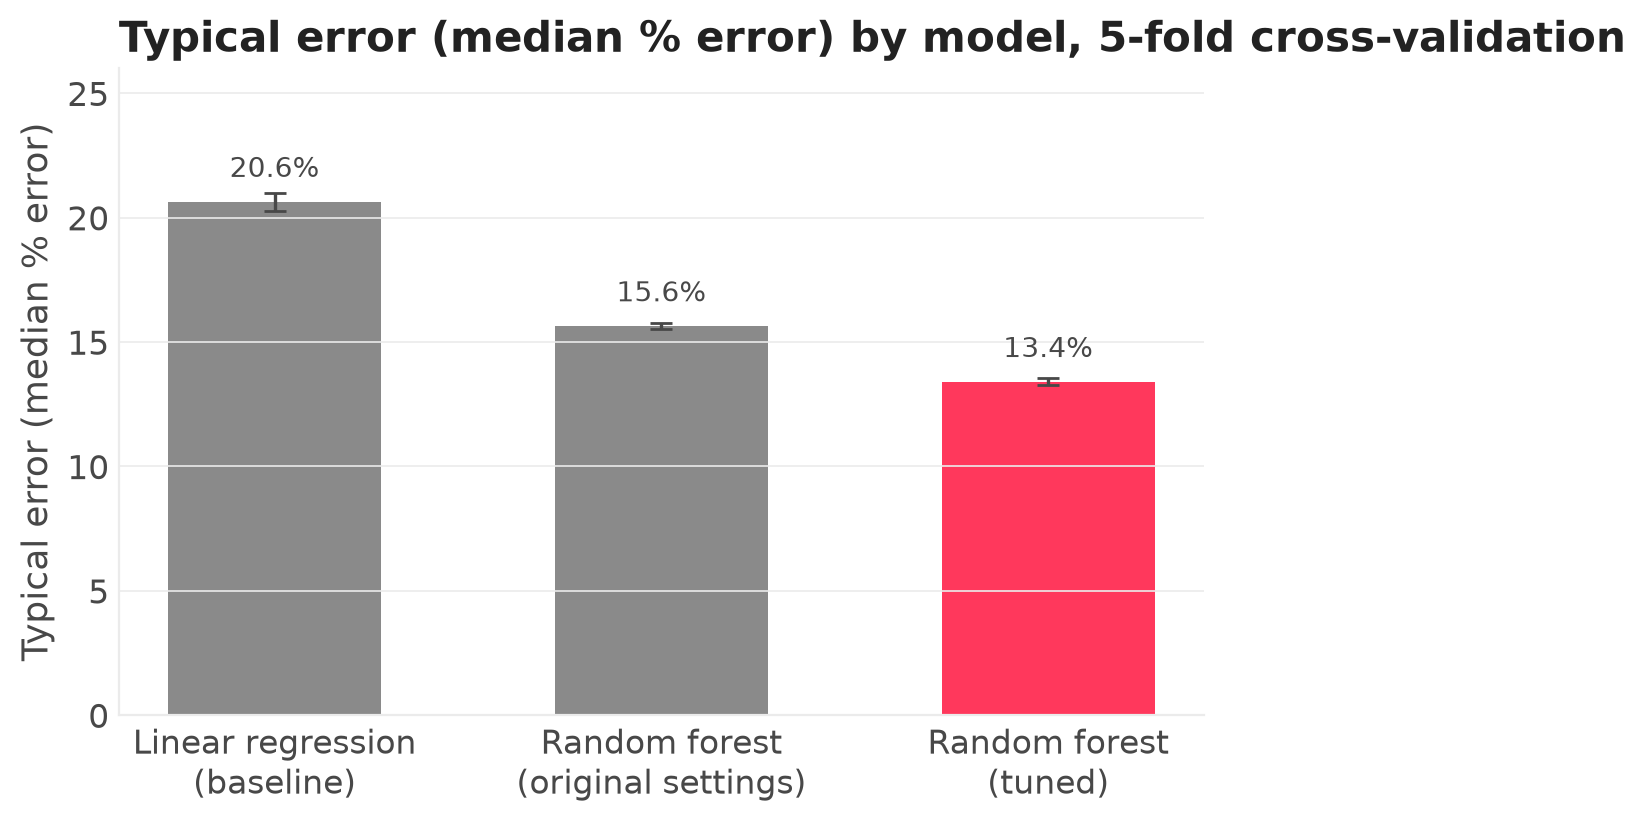 Typical error (median % error) by model, 5-fold cross-validation
Typical error (median % error)
25
20
15
10
5
0
20.6%
15.6%
13.4%
Linear regression
(baseline)
Random forest
(original settings)
Random forest
(tuned)